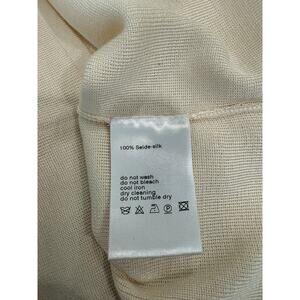 100% Seide-silk
do not wash
do not bleach
cool iron
dry cleaning
do not tumble dry